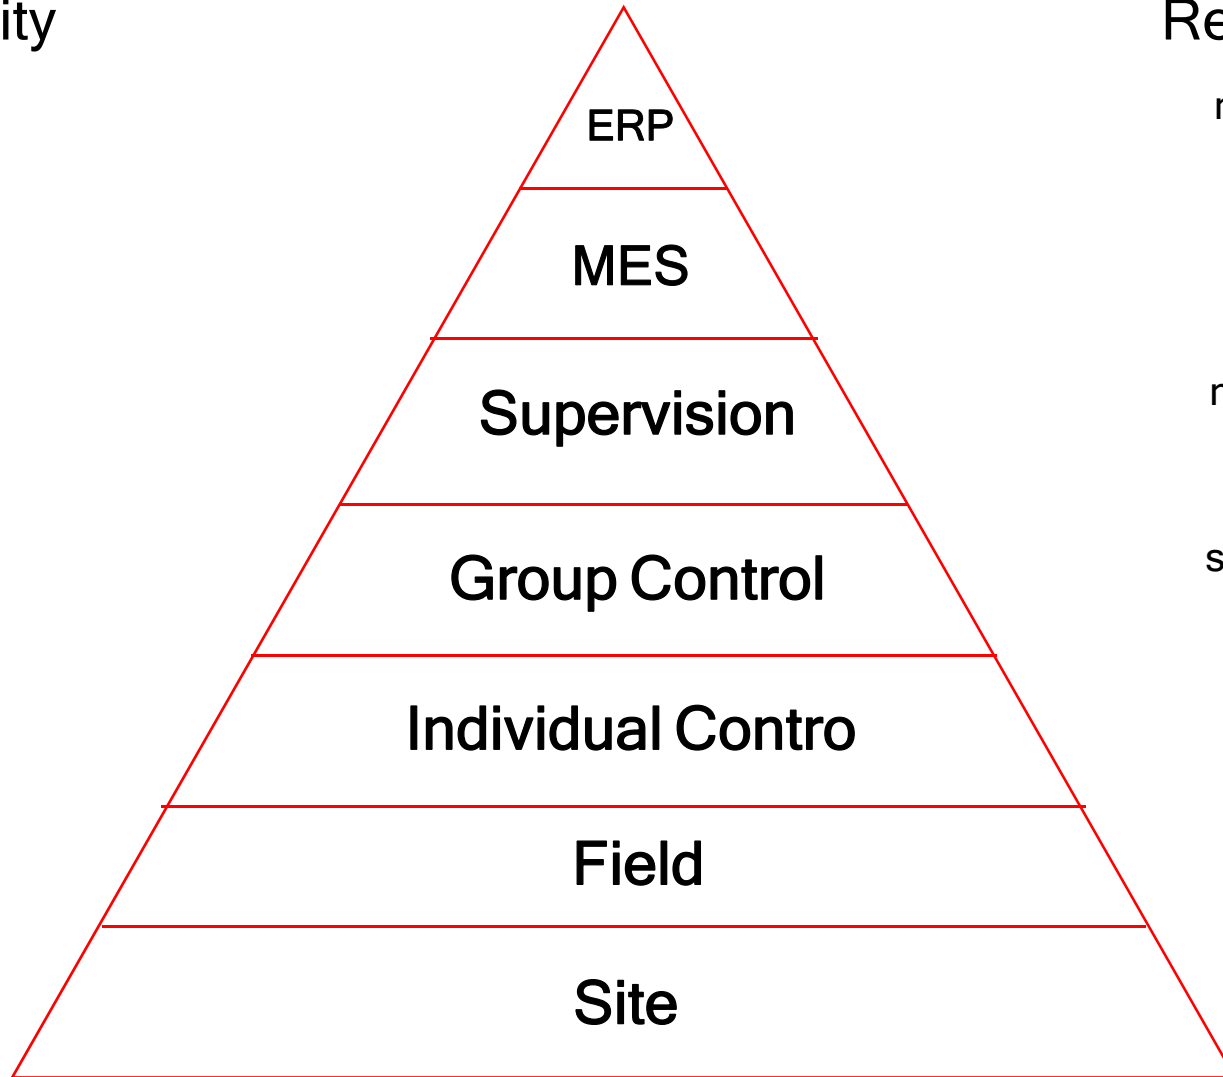 ity
Re
ERP
MES
Supervision
Group Control
Individual Contro
Field
Site